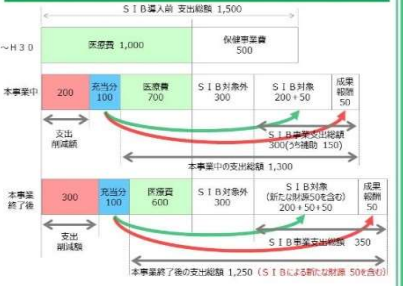 ＳＩＢ導入前 支出総額 1,500
～Ｈ３０
医療費 1,000
保健事業費
500
本事業中
200
充当分
100
医療費
700
ＳＩＢ対象外
300
ＳＩＢ対象
200+50
成果
報酬
50
支出
削減額
ＳＩＢ事業支出総額
300(うち補助 150)
本事業中の支出総額 1,300
本事業
終了後
300
充当分
100
医療費
600
ＳＩＢ対象外
300
ＳＩＢ対象
(新たな財源50を含む)
200+50+50
成果
報酬
50
支出
削減額
ＳＩＢ事業支出総額 350
本事業終了後の支出総額 1,250 (ＳＩＢによる新たな財源 50を含む)